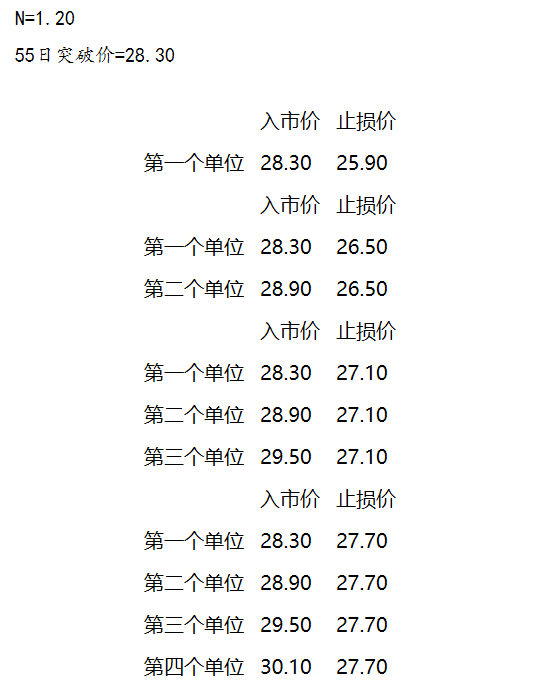 N=1.20
55日突破价=28.30
入市价 止损价
第一个单位 28.30 25.90
入市价 止损价
第一个单位 28.30 26.50
第二个单位 28.90 26.50
入市价 止损价
第一个单位 28.30 27.10
第二个单位 28.90 27.10
第三个单位 29.50 27.10
入市价 止损价
第一个单位 28.30 27.70
第二个单位 28.90 27.70
第三个单位 29.50 27.70
第四个单位 30.10 27.70